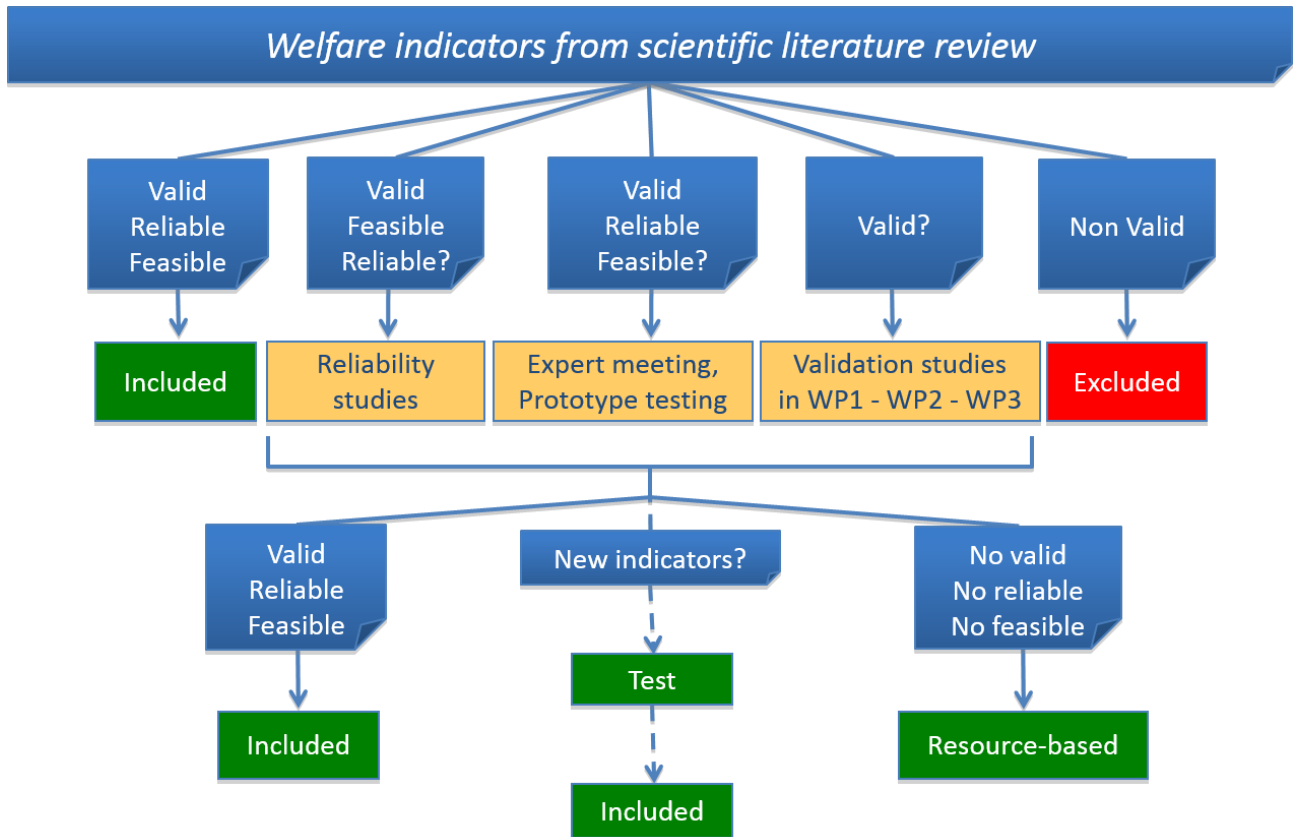 Welfare indicators from scientific literature review
Valid
Reliable
Feasible
Valid
Feasible
Reliable?
Valid
Reliable
Feasible?
Valid?
Non Valid
Included
Reliability
studies
Expert meeting,
Prototype testing
Validation studies
in WP1 - WP2 - WP3
Excluded
Valid
Reliable
Feasible
New indicators?
No valid
No reliable
No feasible
Test
Included
Resource-based
Included